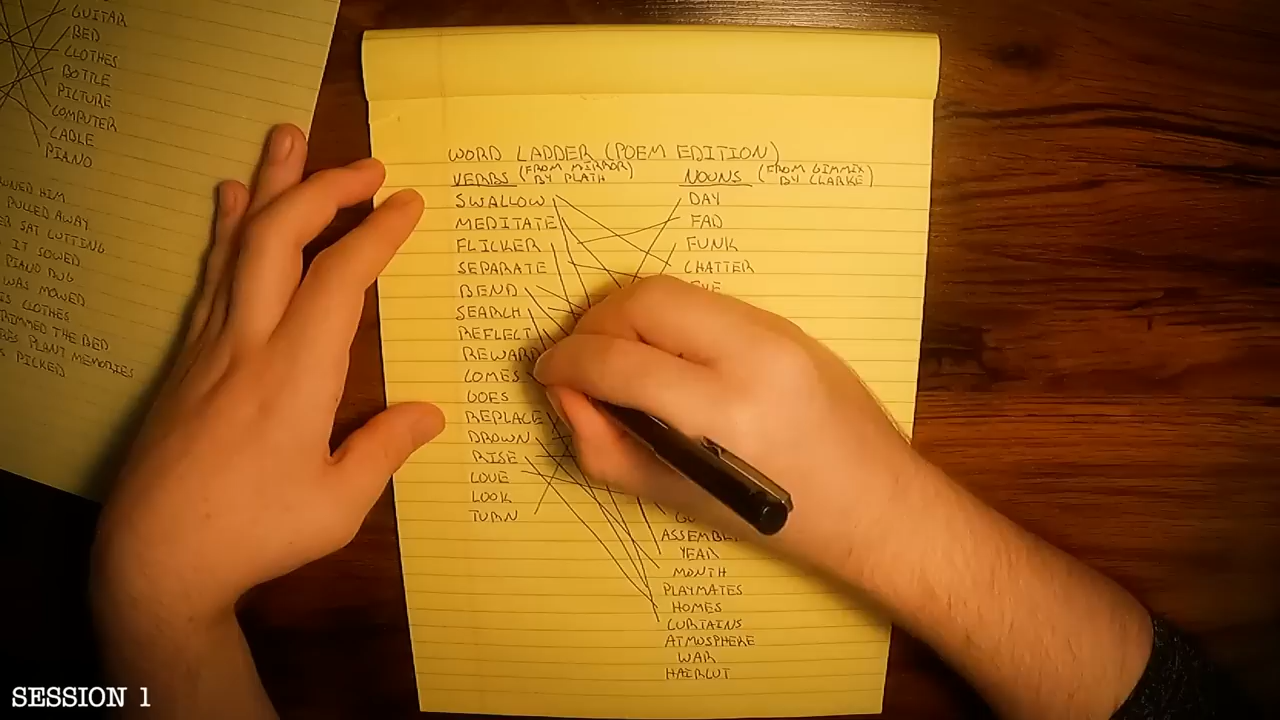 GUITAR
BED
CLOTHES
BOTTLE
PICTURE
COMPUTER
CABLE
PIANO
HIM
PULLED AWAY
SAT CUTTING
IT SOWED
PIANO DUG
WAS MOWED
CLOTHES
TRIMMED THE BED
PLANT MEMORIES
PICKED
WORD LADDER (POEM EDITION)
VERBS (FROM MIRROR) BY PLATH
NOUNS (FROM GIMMIX) BY CLARKE
SWALLOW DAY
MEDITATE FAD
FLICKER FUNK
SEPARATE CHATTER
BEND
SEARCH
REFLECT
REWARD
COMES
GOES
REPLACE
DROWN
RISE
LOVE
LOOK
TURN
YEAR
MONTH
PLAYMATES
HOMES
CURTAINS
ATMOSPHERE
WAR
HAIRCUT
SESSION 1